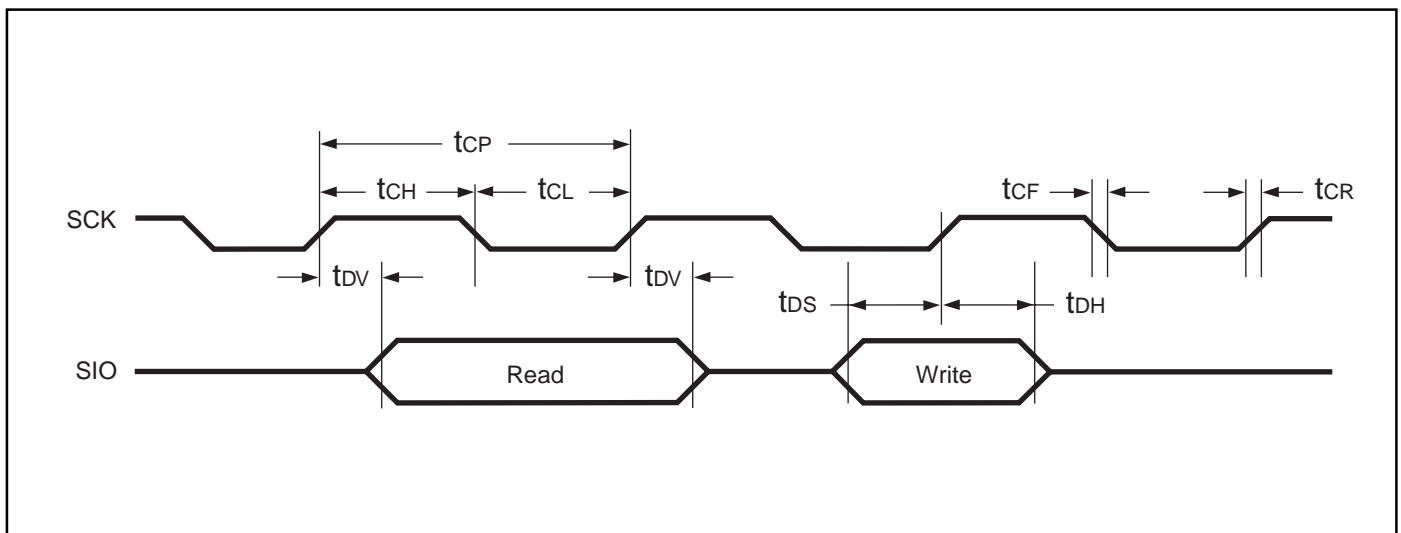 tCP
tCH tCL tCF tCR
SCK
tDV tDV tDS tDH
SIO Read Write